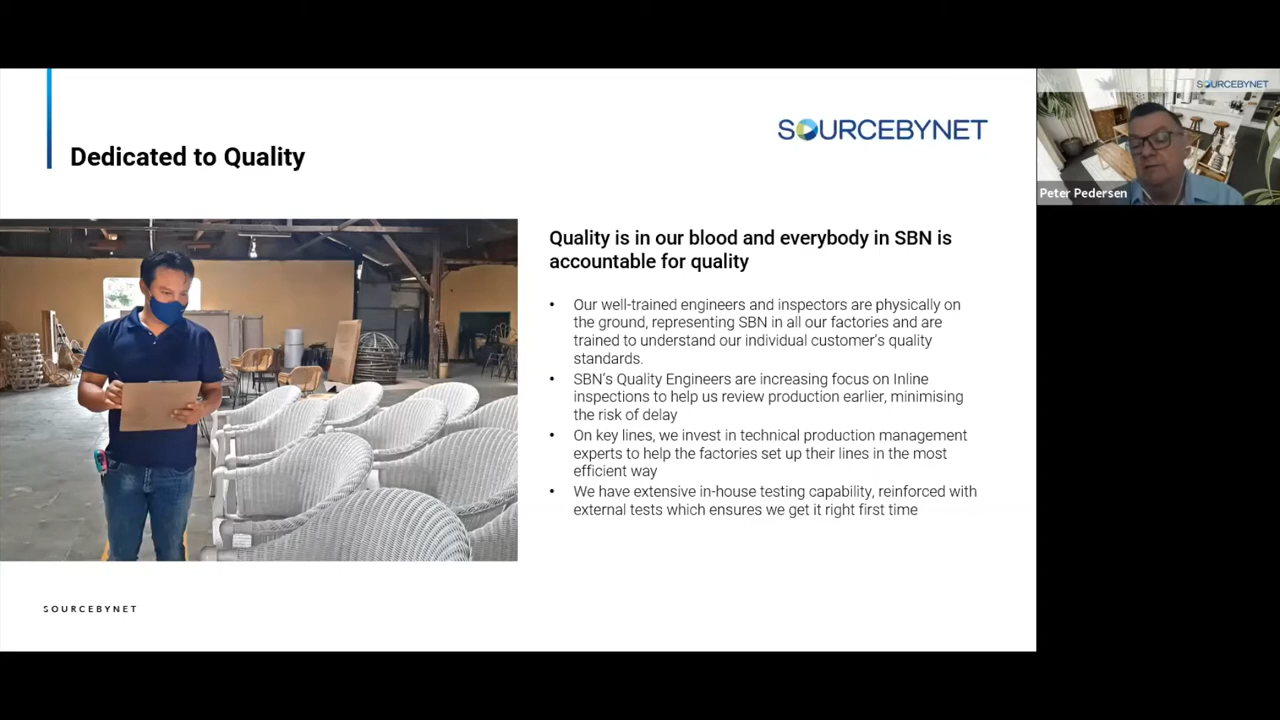 SOURCEBYNET
Dedicated to Quality
SOURCEBYNET
Peter Pedersen
Quality is in our blood and everybody in SBN is
accountable for quality
• Our well-trained engineers and inspectors are physically on
the ground, representing SBN in all our factories and are
trained to understand our individual customer's quality
standards.
• SBN's Quality Engineers are increasing focus on Inline
inspections to help us review production earlier, minimising
the risk of delay
• On key lines, we invest in technical production management
experts to help the factories set up their lines in the most
efficient way
• We have extensive in-house testing capability, reinforced with
external tests which ensures we get it right first time
SOURCEBYNET